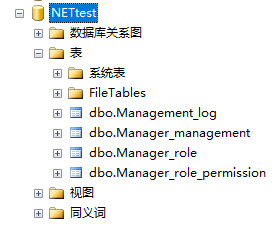 NETtest
数据库关系图
表
系统表
FileTables
dbo.Management_log
dbo.Manager_management
dbo.Manager_role
dbo.Manager_role_permission
视图
同义词